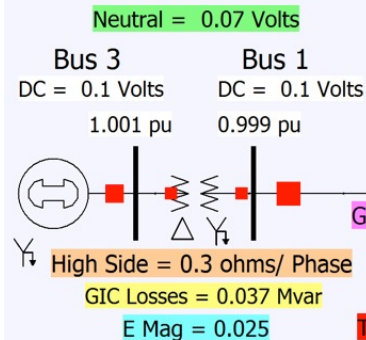 Neutral = 0.07 Volts
Bus 3 Bus 1
DC = 0.1 Volts DC = 0.1 Volts
1.001 pu 0.999 pu
G
High Side = 0.3 ohms/ Phase
GIC Losses = 0.037 Mvar
E Mag = 0.025
T